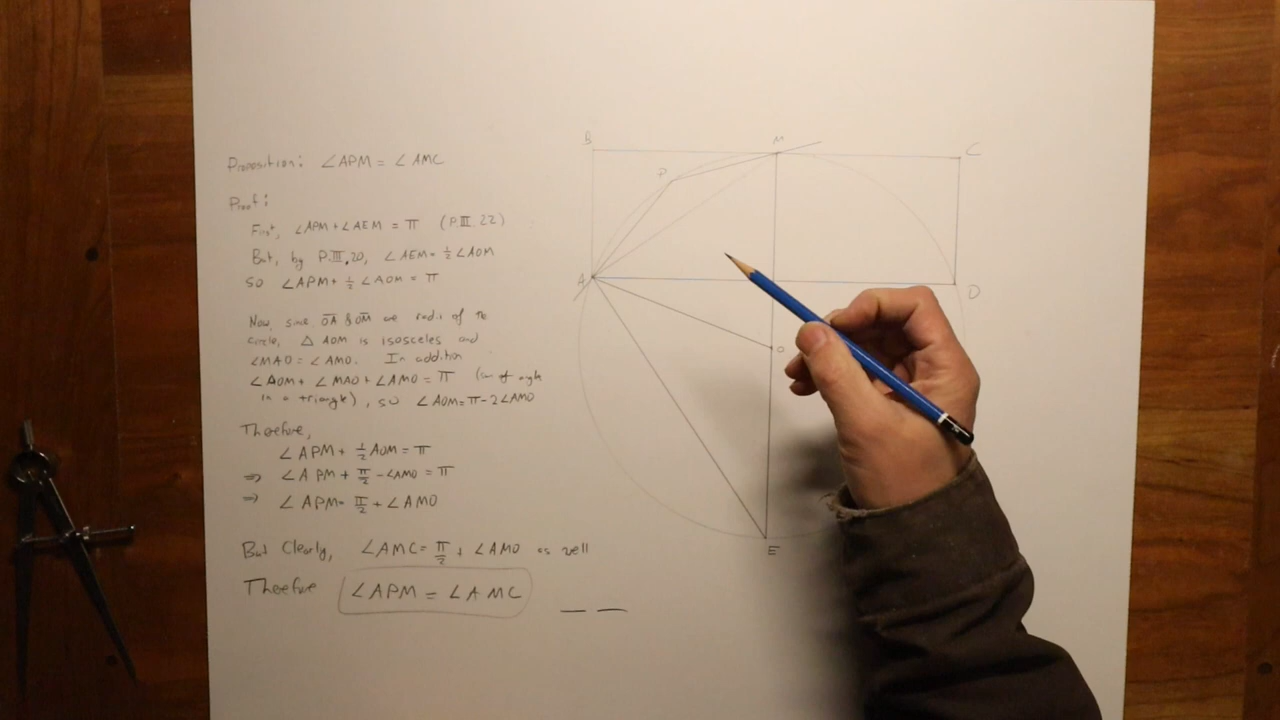 Proposition: ∠APM = ∠AMC
Proof:
First, ∠APM + ∠AEM = π (P.III.22)
But, by P.III.20, ∠AEM = ½ ∠AOM
so ∠APM + ½ ∠AOM = π
Now, since OA & OM are radii of the
circle, △ AOM is isosceles and
∠MAO = ∠AMO. In addition
∠AOM + ∠MAO + ∠AMO = π (sum of angles
in a triangle), so ∠AOM = π - 2∠AMO
Therefore,
∠APM + ½ AOM = π
⇒ ∠APM + π/2 - ∠AMO = π
⇒ ∠APM = π/2 + ∠AMO
But Clearly, ∠AMC = π/2 + ∠AMO as well
Therefore ∠APM = ∠AMC
B M C
P
A D
O
E